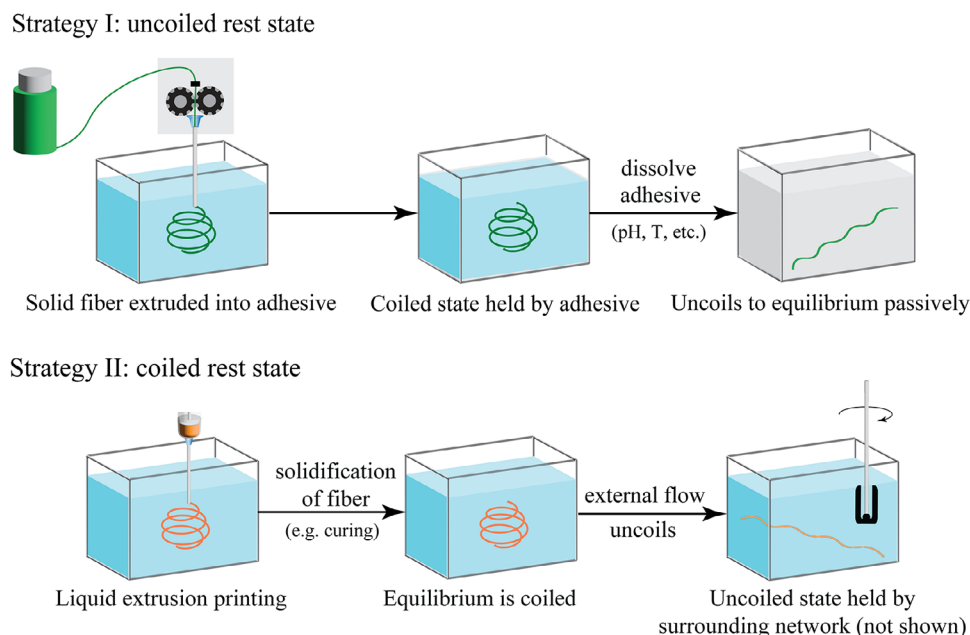 Strategy I: uncoiled rest state
dissolve
adhesive
(pH, T, etc.)
Solid fiber extruded into adhesive
Coiled state held by adhesive
Uncoils to equilibrium passively
Strategy II: coiled rest state
solidification
of fiber
(e.g. curing)
external flow
uncoils
Liquid extrusion printing
Equilibrium is coiled
Uncoiled state held by
surrounding network (not shown)